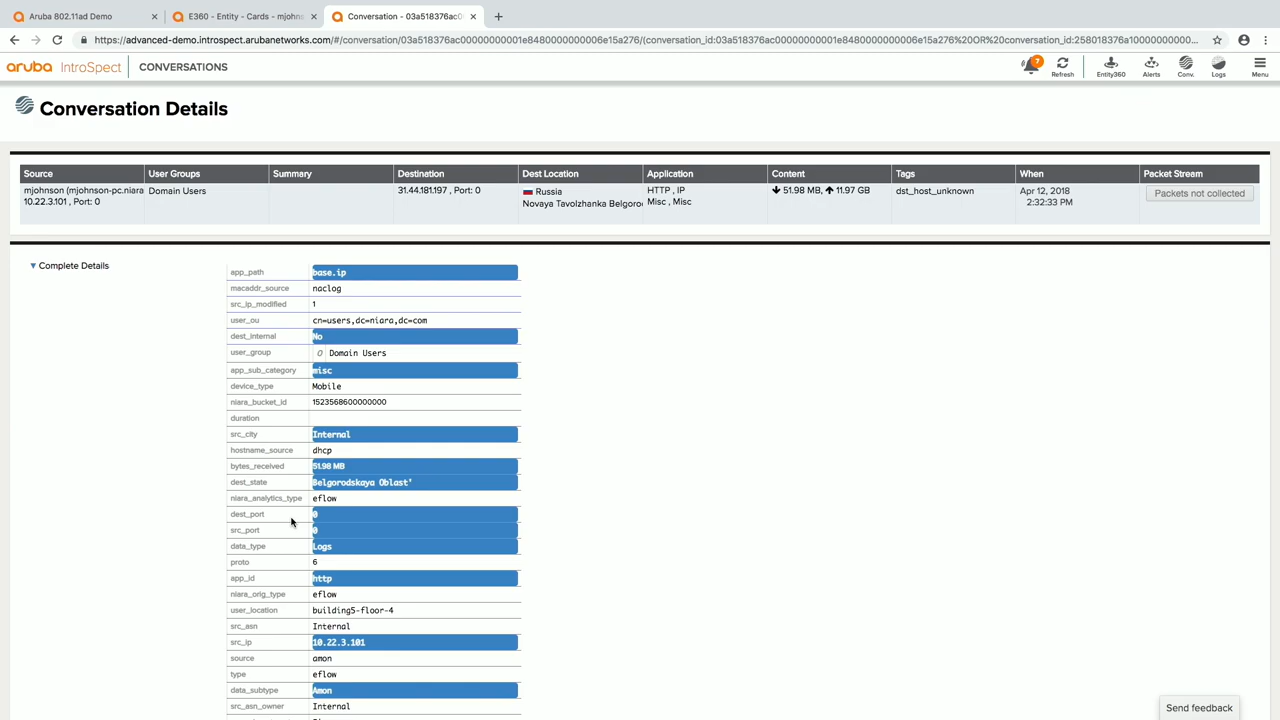 Aruba 802.11ad Demo
E360 - Entity - Cards - mjohns
Conversation - 03a518376ac0
https://advanced-demo.introspect.arubanetworks.com/#/conversation/03a518376ac00000000001e8480000000006e15a276/(conversation_id:03a518376ac00000000001e8480000000006e15a276%20OR%20conversation_id:258018376a10000000000...
aruba IntroSpect CONVERSATIONS
7
Refresh Entity360 Alerts Conv. Logs Menu
Conversation Details
Source User Groups Summary Destination Dest Location Application Content Tags When Packet Stream
mjohnson (mjohnson-pc.niara Domain Users 31.44.181.197 , Port: 0 Russia HTTP , IP 51.98 MB, 11.97 GB dst_host_unknown Apr 12, 2018 Packets not collected
10.22.3.101 , Port: 0 Novaya Tavolzhanka Belgoro Misc , Misc 2:32:33 PM
Complete Details
app_path base.ip
macaddr_source naclog
src_ip_modified 1
user_ou cn=users,dc=niara,dc=com
dest_internal No
user_group Domain Users
app_sub_category misc
device_type Mobile
niara_bucket_id 1523568600000000
duration
src_city Internal
hostname_source dhcp
bytes_received 51.98 MB
dest_state Belgorodskaya Oblast'
niara_analytics_type eflow
dest_port 0
src_port 0
data_type Logs
proto 6
app_id http
niara_orig_type eflow
user_location building5-floor-4
src_asn Internal
src_ip 10.22.3.101
source amon
type eflow
data_subtype Amon
src_asn_owner Internal
Send feedback